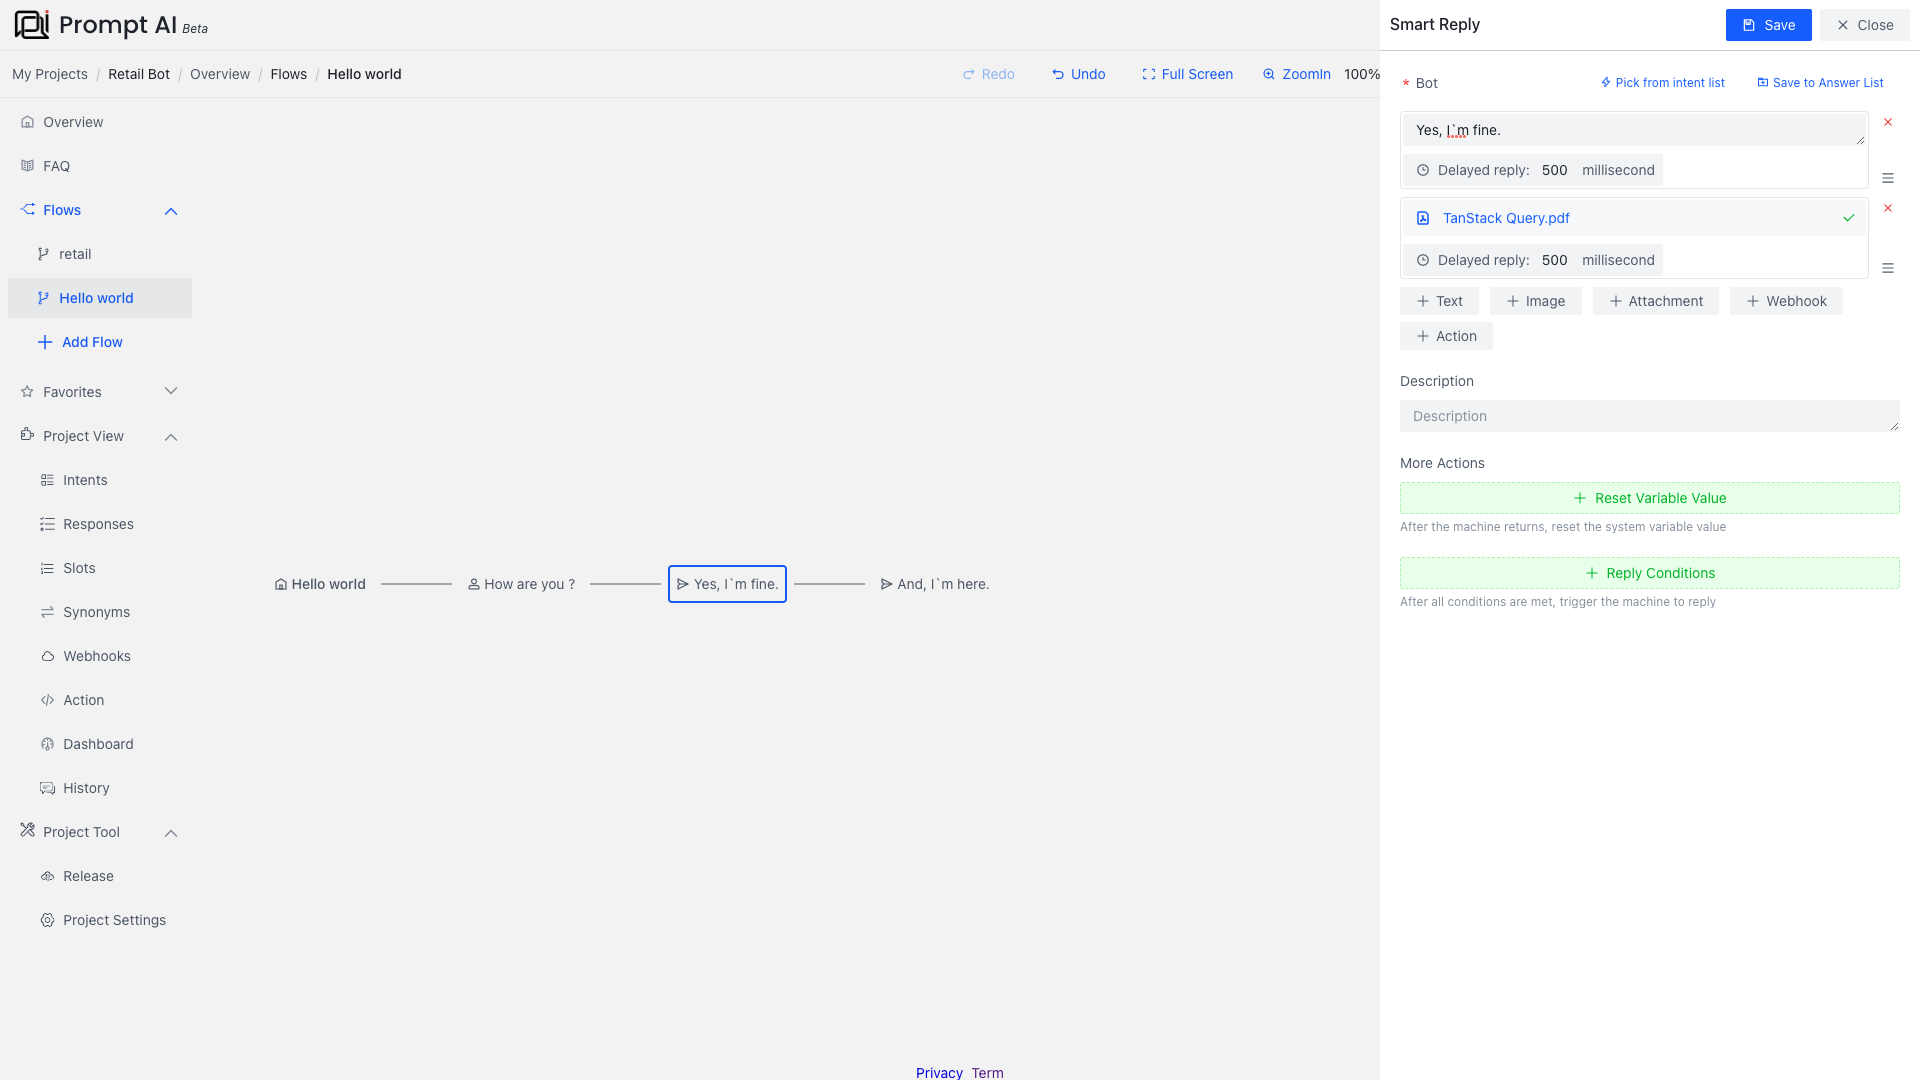 Prompt AI Beta
My Projects / Retail Bot / Overview / Flows / Hello world
Redo Undo Full Screen ZoomIn 100%
Overview
FAQ
Flows
retail
Hello world
Add Flow
Favorites
Project View
Intents
Responses
Slots
Synonyms
Webhooks
Action
Dashboard
History
Project Tool
Release
Project Settings
Hello world How are you ? Yes, I`m fine. And, I`m here.
Privacy Term
Smart Reply Save Close
* Bot Pick from intent list Save to Answer List
Yes, I`m fine.
Delayed reply: 500 millisecond
TanStack Query.pdf
Delayed reply: 500 millisecond
Text Image Attachment Webhook
Action
Description
Description
More Actions
Reset Variable Value
After the machine returns, reset the system variable value
Reply Conditions
After all conditions are met, trigger the machine to reply